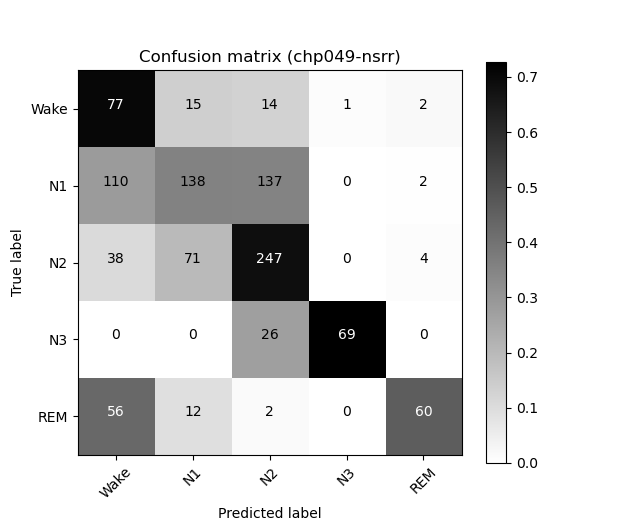 Confusion matrix (chp049-nsrr)
Wake 77 15 14 1 2
N1 110 138 137 0 2
N2 38 71 247 0 4
N3 0 0 26 69 0
REM 56 12 2 0 60
Wake N1 N2 N3 REM
Predicted label
True label
0.7
0.6
0.5
0.4
0.3
0.2
0.1
0.0